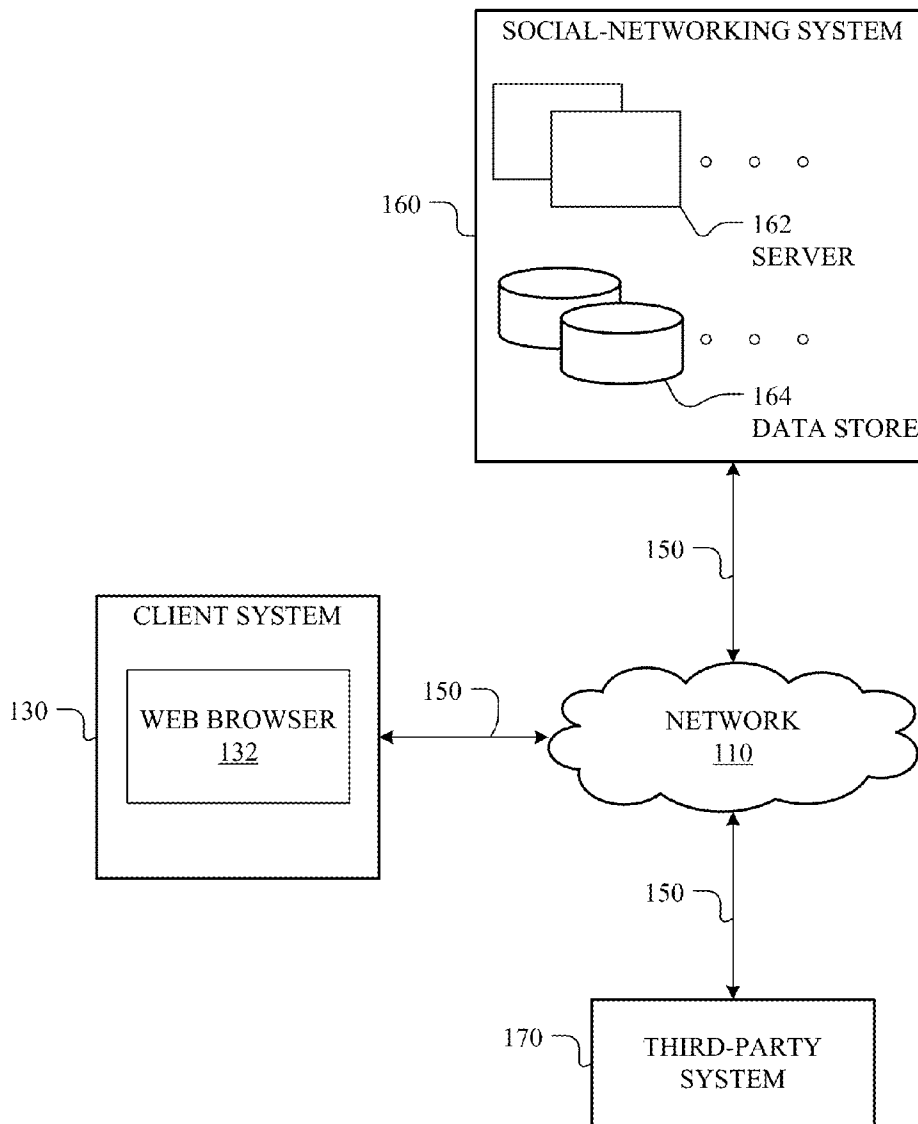 SOCIAL-NETWORKING SYSTEM
160
162
SERVER
164
DATA STORE
150
CLIENT SYSTEM
130
WEB BROWSER
132
150
NETWORK
110
150
170
THIRD-PARTY
SYSTEM